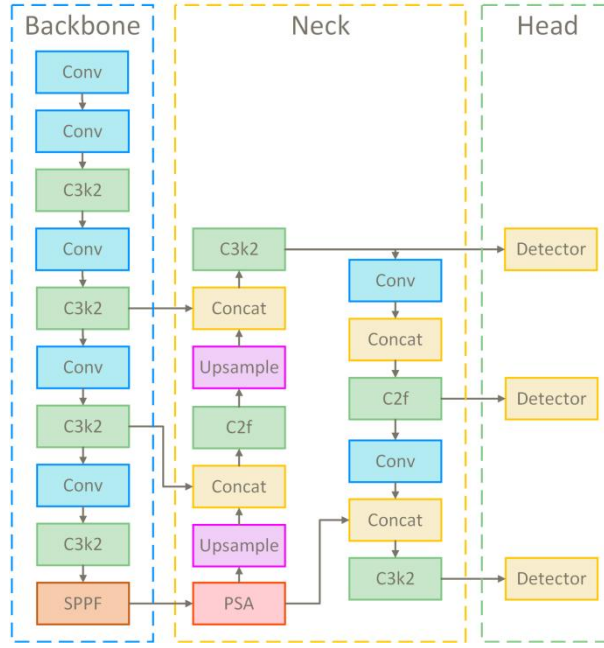 Backbone
Conv
Conv
C3k2
Conv
C3k2
Conv
C3k2
Conv
C3k2
SPPF
Neck
C3k2
Concat
Upsample
C2f
Concat
Upsample
PSA
Conv
Concat
C2f
Conv
Concat
C3k2
Head
Detector
Detector
Detector